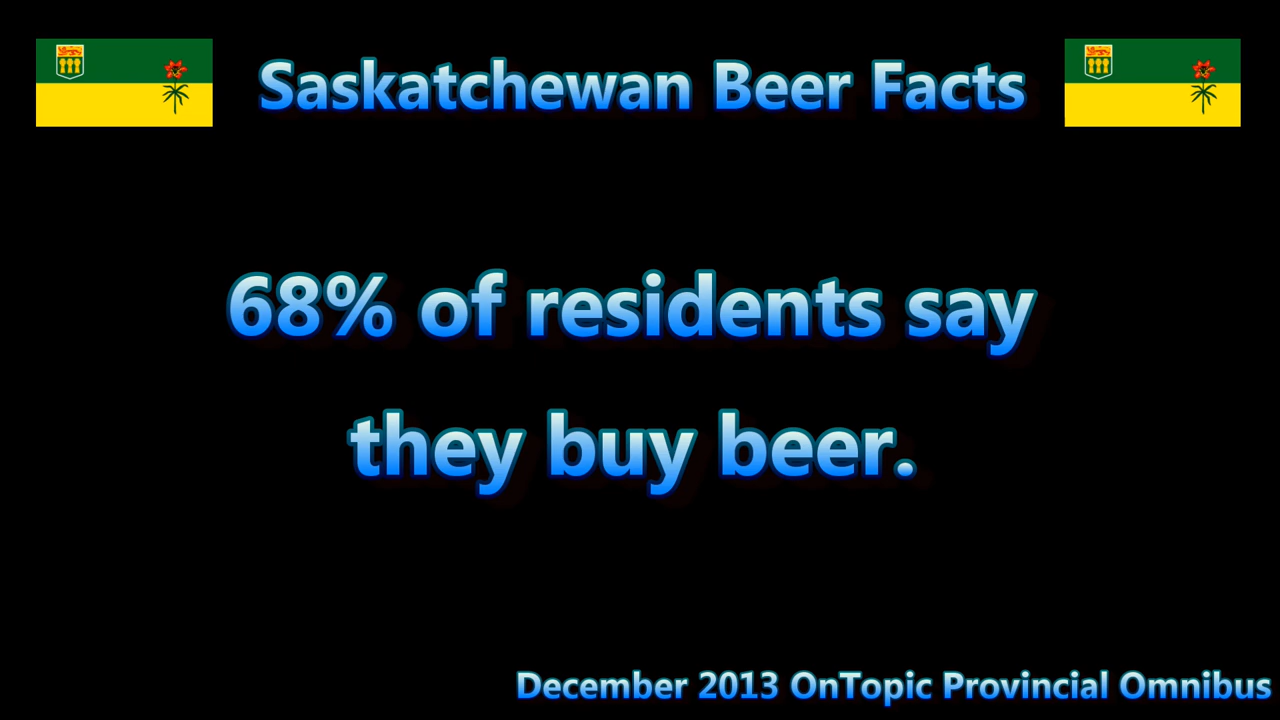 Saskatchewan Beer Facts
68% of residents say
they buy beer.
December 2013 OnTopic Provincial Omnibus